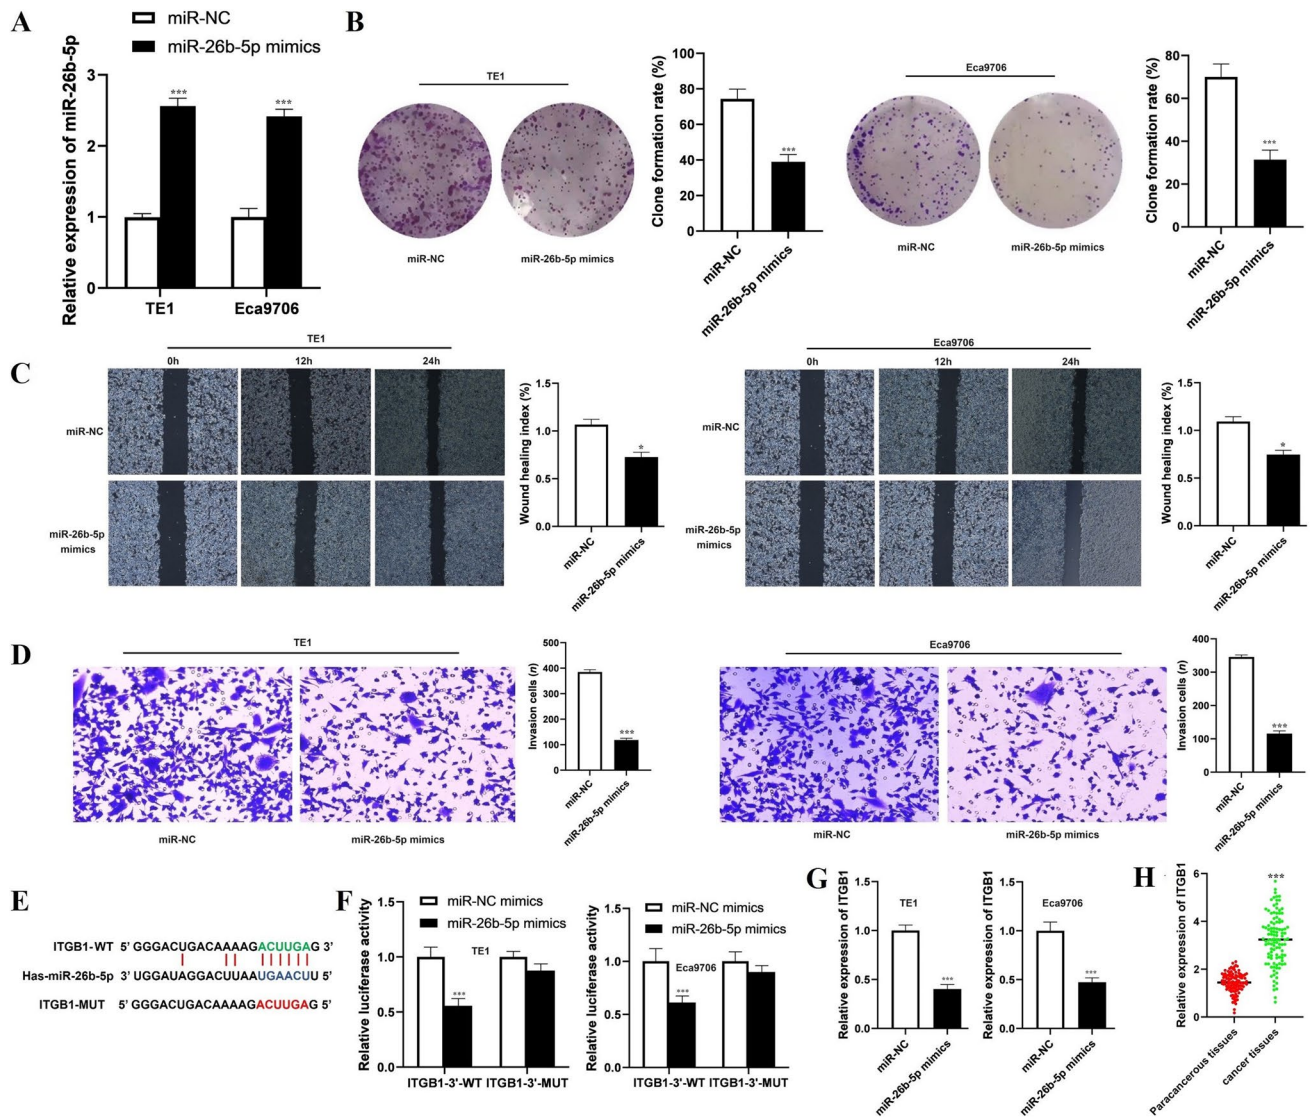 A
miR-NC
miR-26b-5p mimics
Relative expression of miR-26b-5p
3
2
1
0
***
***
TE1
Eca9706
B
TE1
miR-NC
miR-26b-5p mimics
Clone formation rate (%)
100
80
60
40
20
0
***
miR-NC
miR-26b-5p mimics
Eca9706
miR-NC
miR-26b-5p mimics
Clone formation rate (%)
80
60
40
20
0
***
miR-NC
miR-26b-5p mimics
C
TE1
0h
12h
24h
miR-NC
miR-26b-5p
mimics
Wound healing index (%)
1.5
1.0
0.5
0.0
*
miR-NC
miR-26b-5p mimics
Eca9706
0h
12h
24h
miR-NC
miR-26b-5p
mimics
Wound healing index (%)
1.5
1.0
0.5
0.0
*
miR-NC
miR-26b-5p mimics
D
TE1
miR-NC
miR-26b-5p mimics
Invasion cells (n)
500
400
300
200
100
0
***
miR-NC
miR-26b-5p mimics
Eca9706
miR-NC
miR-26b-5p mimics
Invasion cells (n)
400
300
200
100
0
***
miR-NC
miR-26b-5p mimics
E
ITGB1-WT 5' GGGACUGACAAAAGACUUGAG 3'
Has-miR-26b-5p 3' UGGAUAGGACUUAAUGAACUU 5'
ITGB1-MUT 5' GGGACUGACAAAAGACUUGAG 5'
F
miR-NC mimics
miR-26b-5p mimics
Relative luciferase activity
1.5
1.0
0.5
0.0
TE1
***
ITGB1-3'-WT
ITGB1-3'-MUT
miR-NC mimics
miR-26b-5p mimics
Relative luciferase activity
1.5
1.0
0.5
0.0
Eca9706
***
ITGB1-3'-WT
ITGB1-3'-MUT
G
Relative expression of ITGB1
1.5
1.0
0.5
0.0
TE1
***
miR-NC
miR-26b-5p mimics
Relative expression of ITGB1
1.5
1.0
0.5
0.0
Eca9706
***
miR-NC
miR-26b-5p mimics
H
Relative expression of ITGB1
6
4
2
0
***
Paracancerous tissues
cancer tissues